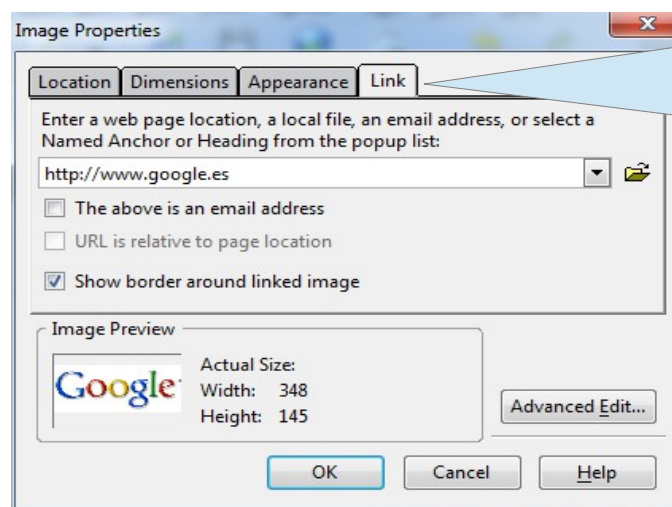 Image Properties
Location Dimensions Appearance Link
Enter a web page location, a local file, an email address, or select a
Named Anchor or Heading from the popup list:
http://www.google.es
The above is an email address
URL is relative to page location
Show border around linked image
Image Preview
Google
Actual Size:
Width: 348
Height: 145
Advanced Edit...
OK Cancel Help